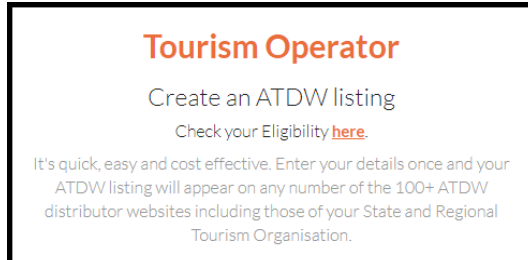 Tourism Operator
Create an ATDW listing
Check your Eligibility here.
It's quick, easy and cost effective. Enter your details once and your
ATDW listing will appear on any number of the 100+ ATDW
distributor websites including those of your State and Regional
Tourism Organisation.